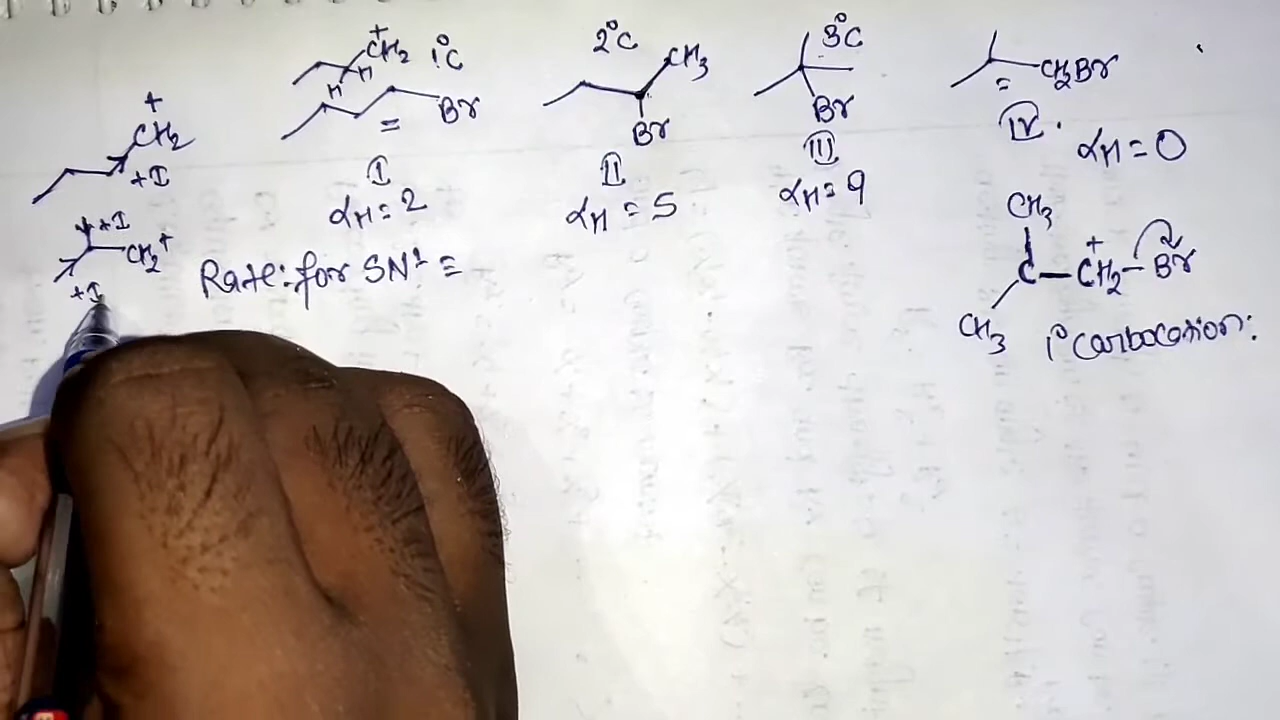 +CH2 1°C
H
H
Br
I
αH = 2
2°C
CH3
Br
II
αH = 5
3°C
Br
III
αH = 9
CH2Br
IV.
αH = 0
+
CH2
+I
+I
CH2+
+I
Rate: for SN1 =
CH3
C—+CH2—Br
CH3
1° Carbocation: